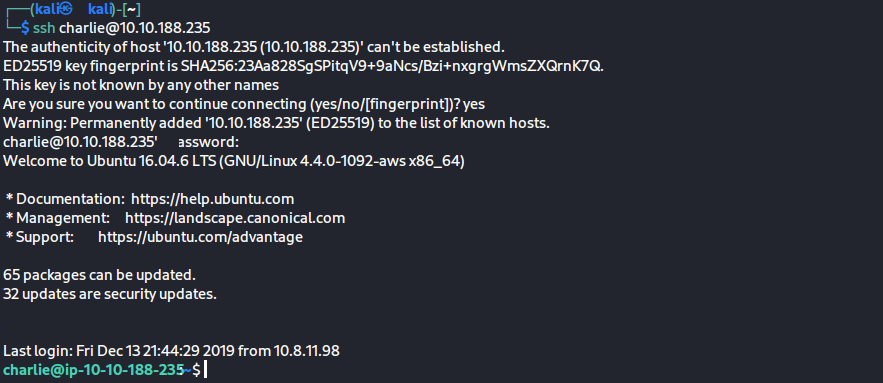 ┌──(kali㉿kali)-[~]
└─$ ssh charlie@10.10.188.235
The authenticity of host '10.10.188.235 (10.10.188.235)' can't be established.
ED25519 key fingerprint is SHA256:23Aa828SgSPitqV9+9aNcs/Bzi+nxgrgWmsZXQrnK7Q.
This key is not known by any other names
Are you sure you want to continue connecting (yes/no/[fingerprint])? yes
Warning: Permanently added '10.10.188.235' (ED25519) to the list of known hosts.
charlie@10.10.188.235' assword:
Welcome to Ubuntu 16.04.6 LTS (GNU/Linux 4.4.0-1092-aws x86_64)
* Documentation: https://help.ubuntu.com
* Management: https://landscape.canonical.com
* Support: https://ubuntu.com/advantage
65 packages can be updated.
32 updates are security updates.
Last login: Fri Dec 13 21:44:29 2019 from 10.8.11.98
charlie@ip-10-10-188-235:~$